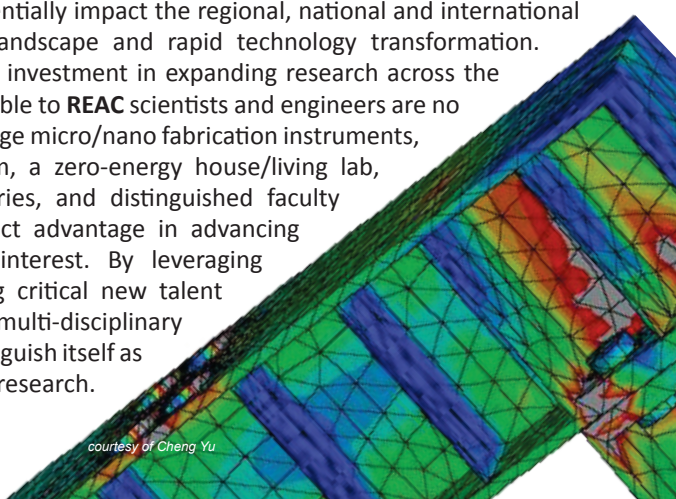 entially impact the regional, national and international
andscape and rapid technology transformation.
investment in expanding research across the
ble to REAC scientists and engineers are no
ge micro/nano fabrication instruments,
n, a zero-energy house/living lab,
ries, and distinguished faculty
ct advantage in advancing
interest. By leveraging
g critical new talent
multi-disciplinary
guish itself as
research.
courtesy of Cheng Yu